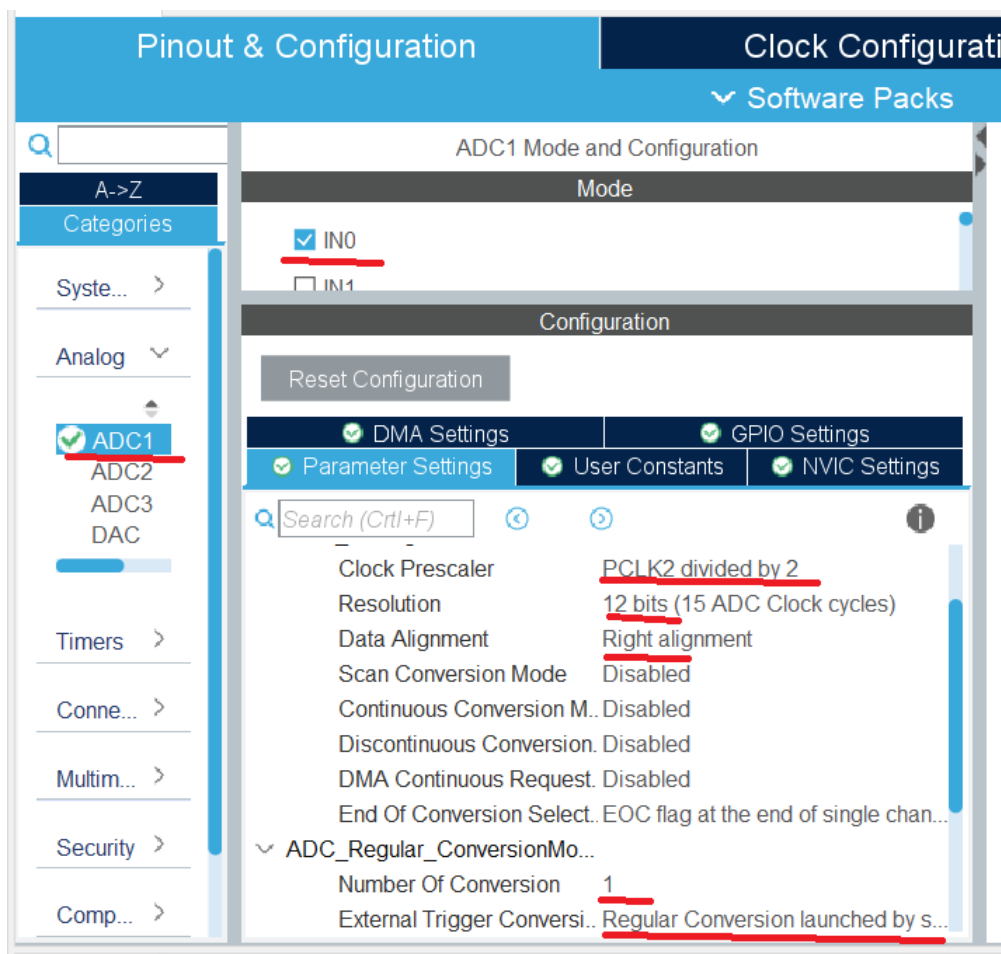 Pinout & Configuration
Clock Configurati
Software Packs
ADC1 Mode and Configuration
A->Z
Categories
Syste...
Analog
ADC1
ADC2
ADC3
DAC
Timers
Conne...
Multim...
Security
Comp...
Mode
IN0
IN1
Configuration
Reset Configuration
DMA Settings
GPIO Settings
Parameter Settings
User Constants
NVIC Settings
Search (Crtl+F)
Clock Prescaler PCLK2 divided by 2
Resolution 12 bits (15 ADC Clock cycles)
Data Alignment Right alignment
Scan Conversion Mode Disabled
Continuous Conversion M.. Disabled
Discontinuous Conversion. Disabled
DMA Continuous Request. Disabled
End Of Conversion Select.. EOC flag at the end of single chan...
ADC_Regular_ConversionMo...
Number Of Conversion 1
External Trigger Conversi.. Regular Conversion launched by s...